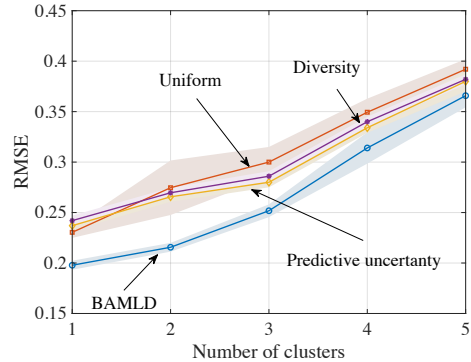 0.45
0.4
0.35
0.3
0.25
0.2
0.15
RMSE
Uniform
Diversity
Predictive uncertanty
BAMLD
1 2 3 4 5
Number of clusters